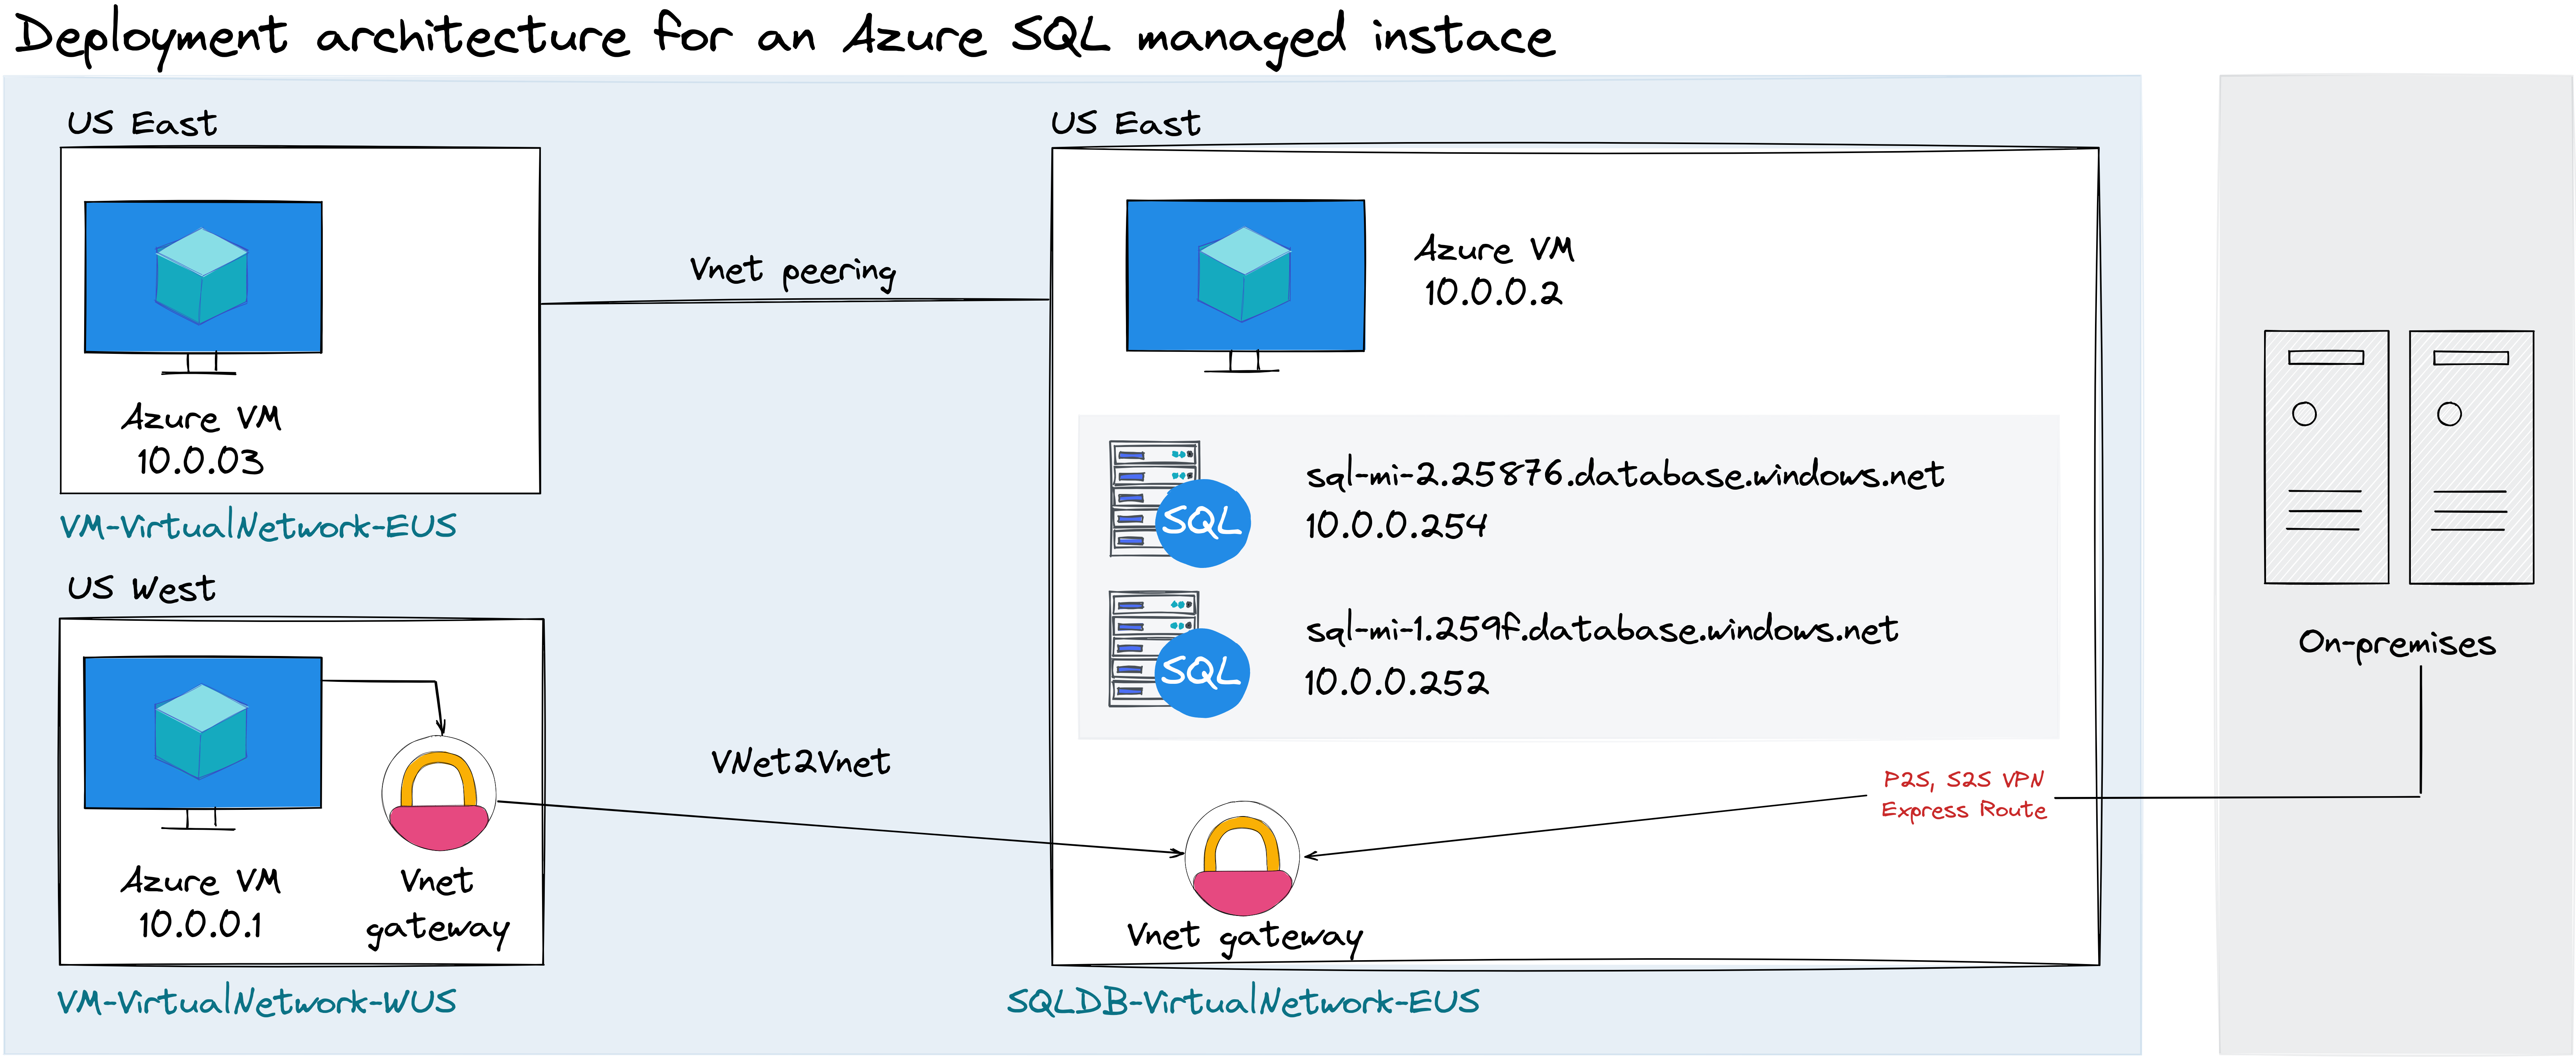 Deployment architecture for an Azure SQL managed instace
US East
Azure VM
10.0.03
VM-VirtualNetwork-EUS
US West
Azure VM
10.0.0.1
Vnet
gateway
VM-VirtualNetwork-WUS
Vnet peering
VNet2Vnet
US East
Azure VM
10.0.0.2
SQL
sql-mi-2.25876.database.windows.net
10.0.0.254
SQL
sql-mi-1.259f.database.windows.net
10.0.0.252
Vnet gateway
P2S, S2S VPN
Express Route
SQLDB-VirtualNetwork-EUS
On-premises